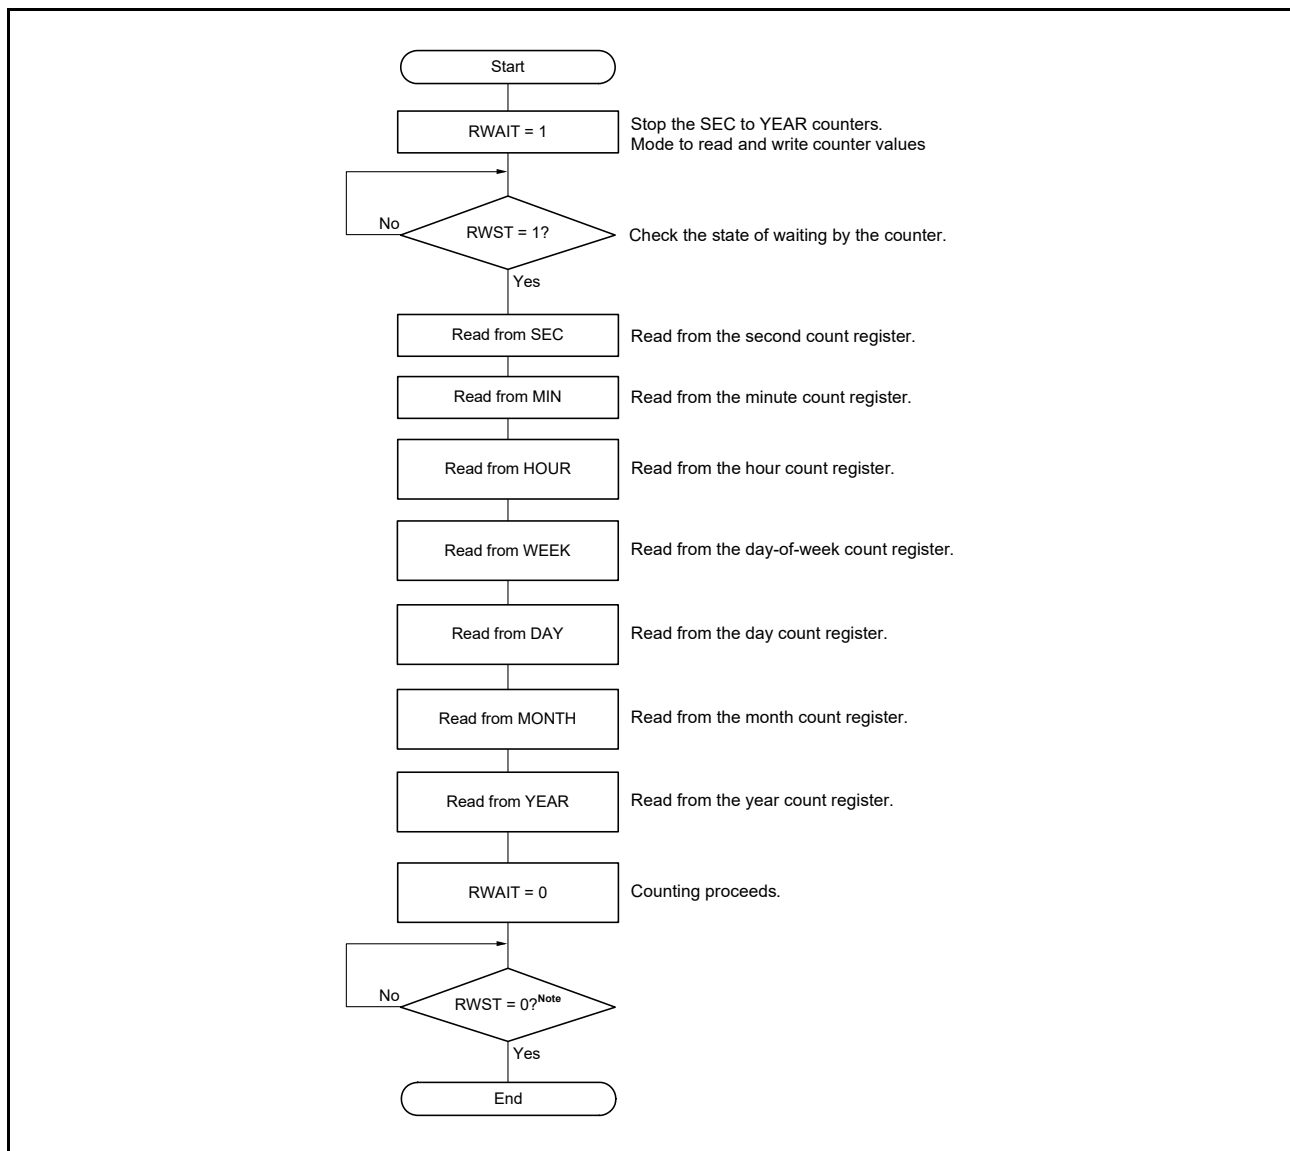 Start
RWAIT = 1
Stop the SEC to YEAR counters.
Mode to read and write counter values
No
RWST = 1?
Check the state of waiting by the counter.
Yes
Read from SEC
Read from the second count register.
Read from MIN
Read from the minute count register.
Read from HOUR
Read from the hour count register.
Read from WEEK
Read from the day-of-week count register.
Read from DAY
Read from the day count register.
Read from MONTH
Read from the month count register.
Read from YEAR
Read from the year count register.
RWAIT = 0
Counting proceeds.
No
RWST = 0?Note
Yes
End